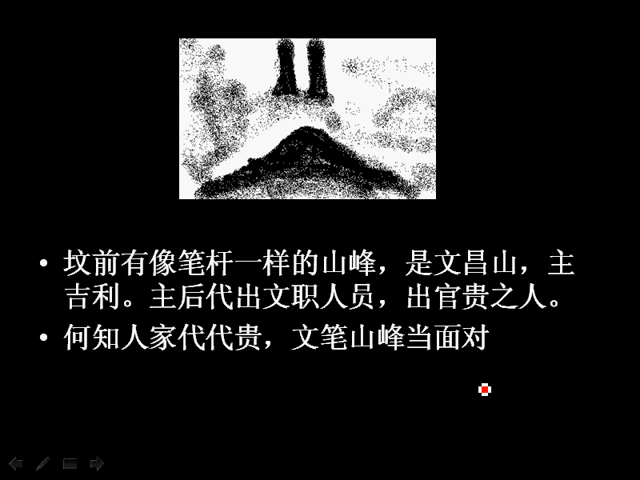 • 坟前有像笔杆一样的山峰，是文昌山，主
吉利。主后代出文职人员，出官贵之人。
• 何知人家代代贵，文笔山峰当面对